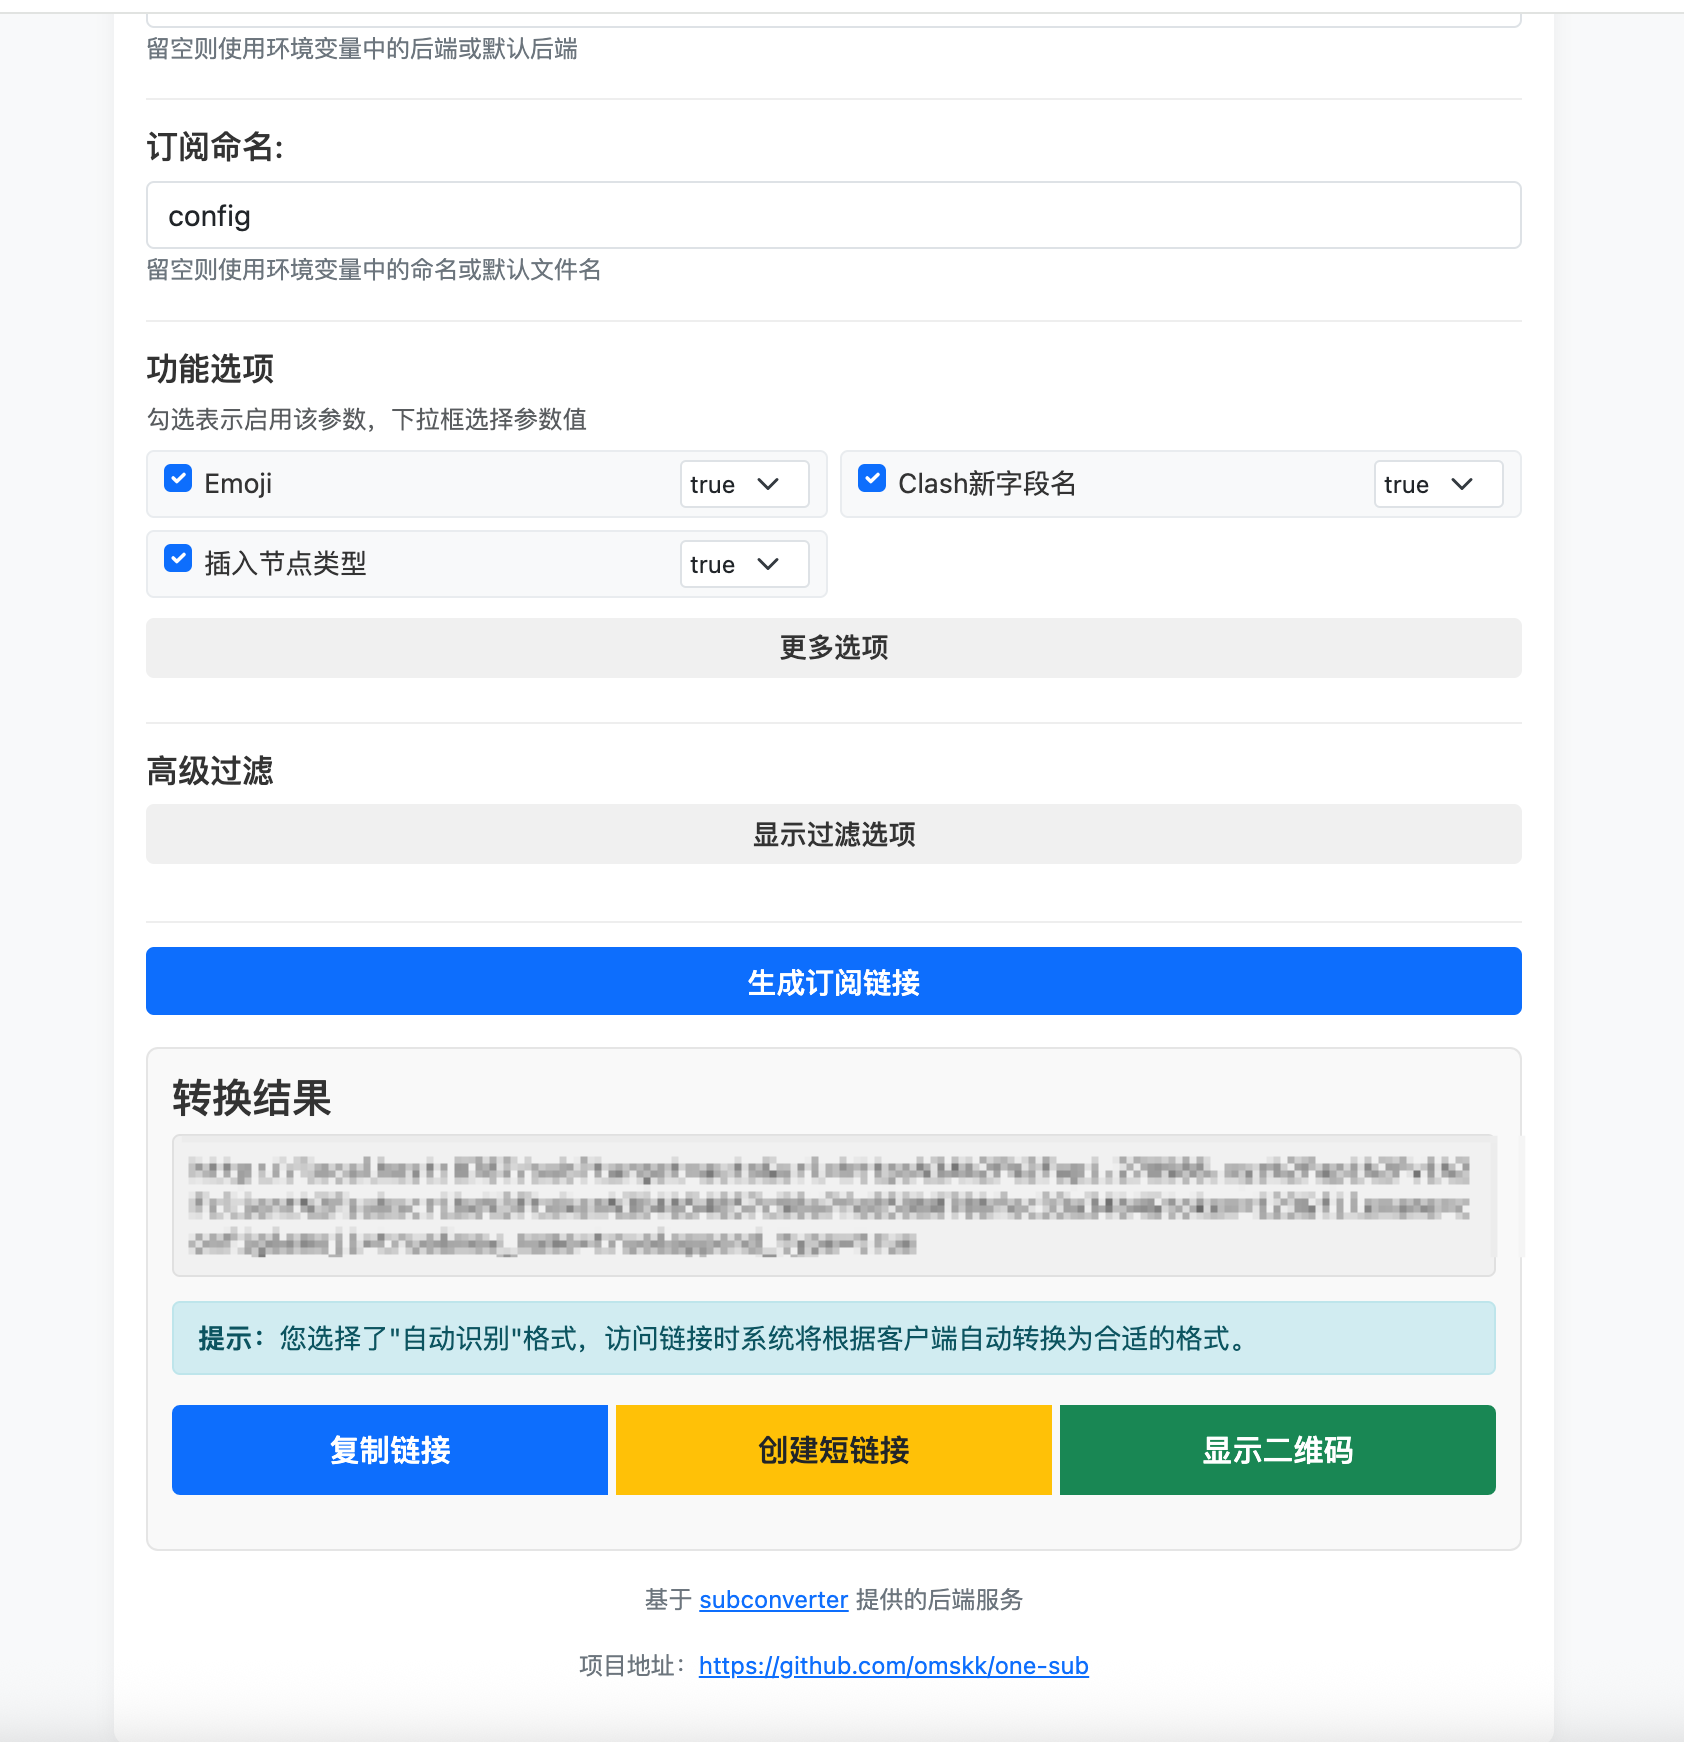 留空则使用环境变量中的后端或默认后端
订阅命名:
config
留空则使用环境变量中的命名或默认文件名
功能选项
勾选表示启用该参数，下拉框选择参数值
Emoji true Clash新字段名 true
插入节点类型 true
更多选项
高级过滤
显示过滤选项
生成订阅链接
转换结果
提示：您选择了"自动识别"格式，访问链接时系统将根据客户端自动转换为合适的格式。
复制链接 创建短链接 显示二维码
基于 subconverter 提供的后端服务
项目地址：https://github.com/omskk/one-sub